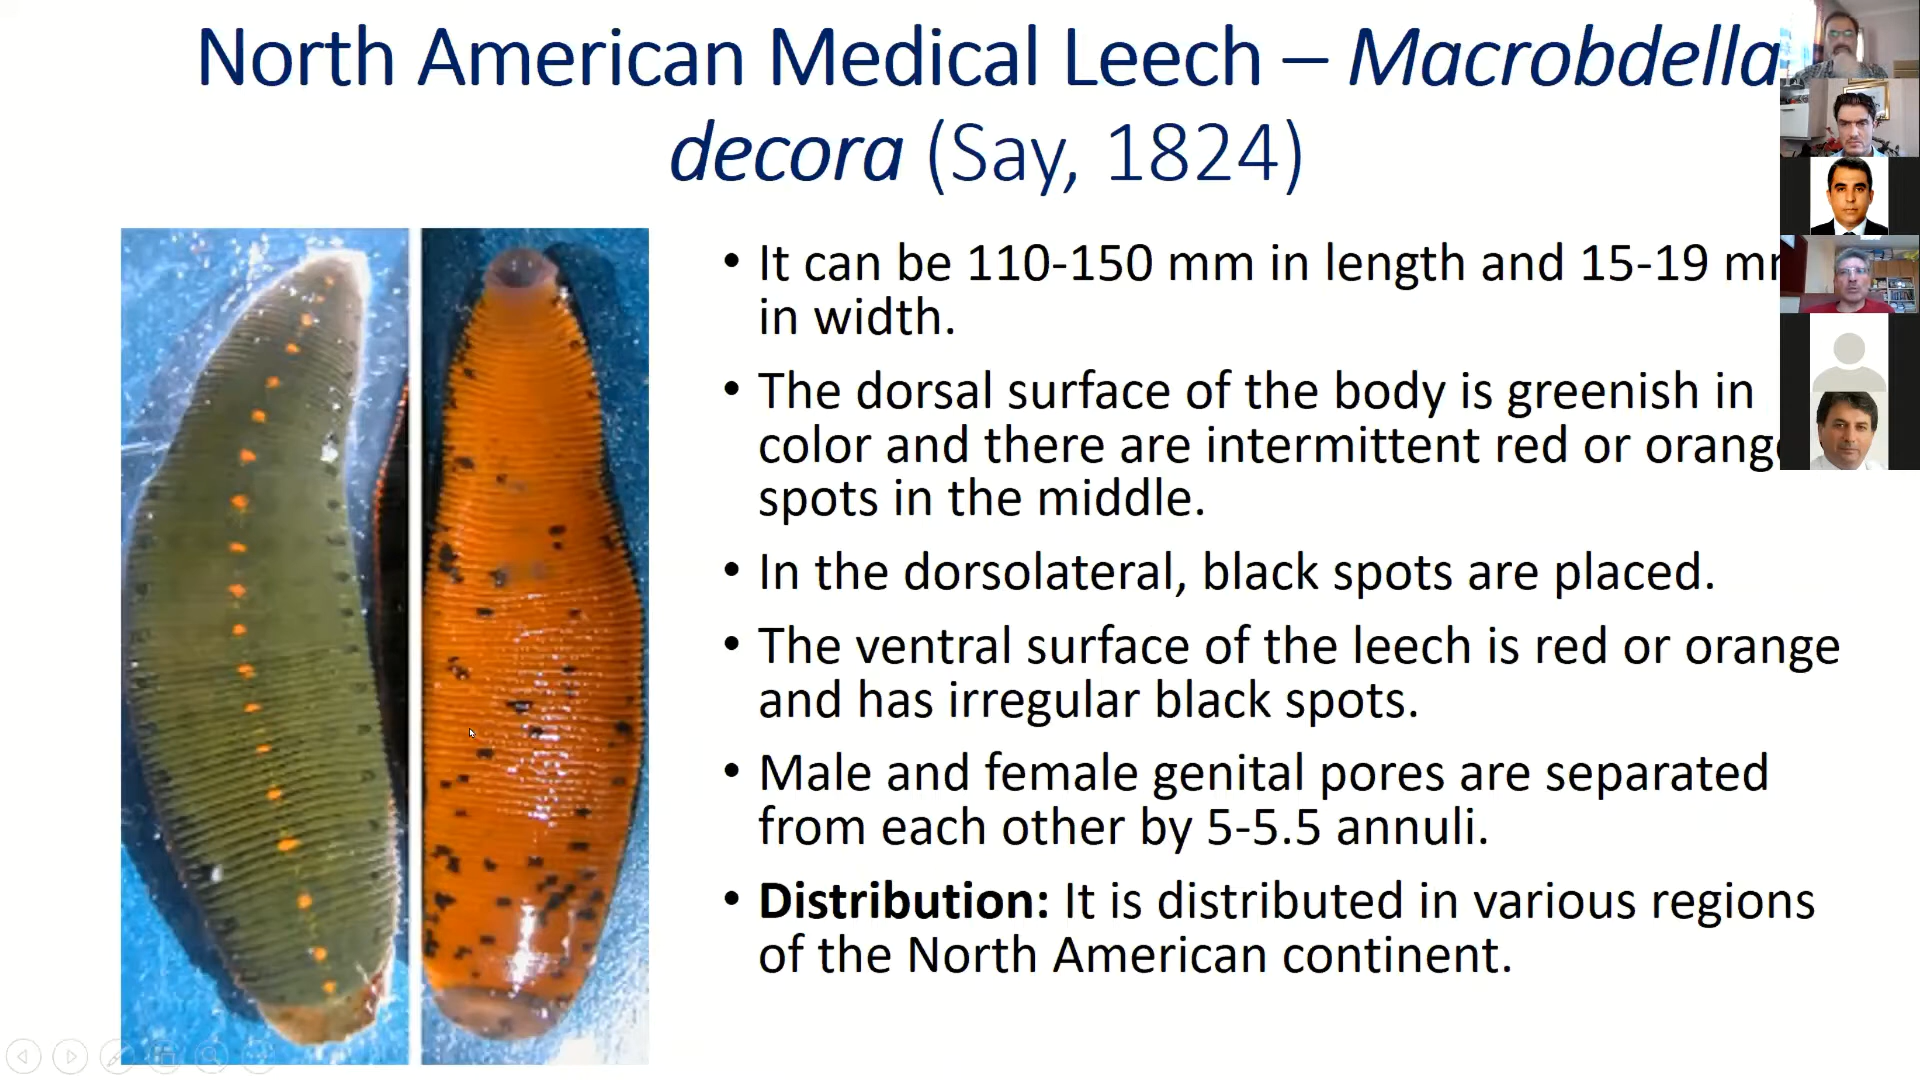 North American Medical Leech – Macrobdella
decora (Say, 1824)
• It can be 110-150 mm in length and 15-19 m
in width.
• The dorsal surface of the body is greenish in
color and there are intermittent red or orang
spots in the middle.
• In the dorsolateral, black spots are placed.
• The ventral surface of the leech is red or orange
and has irregular black spots.
• Male and female genital pores are separated
from each other by 5-5.5 annuli.
• Distribution: It is distributed in various regions
of the North American continent.